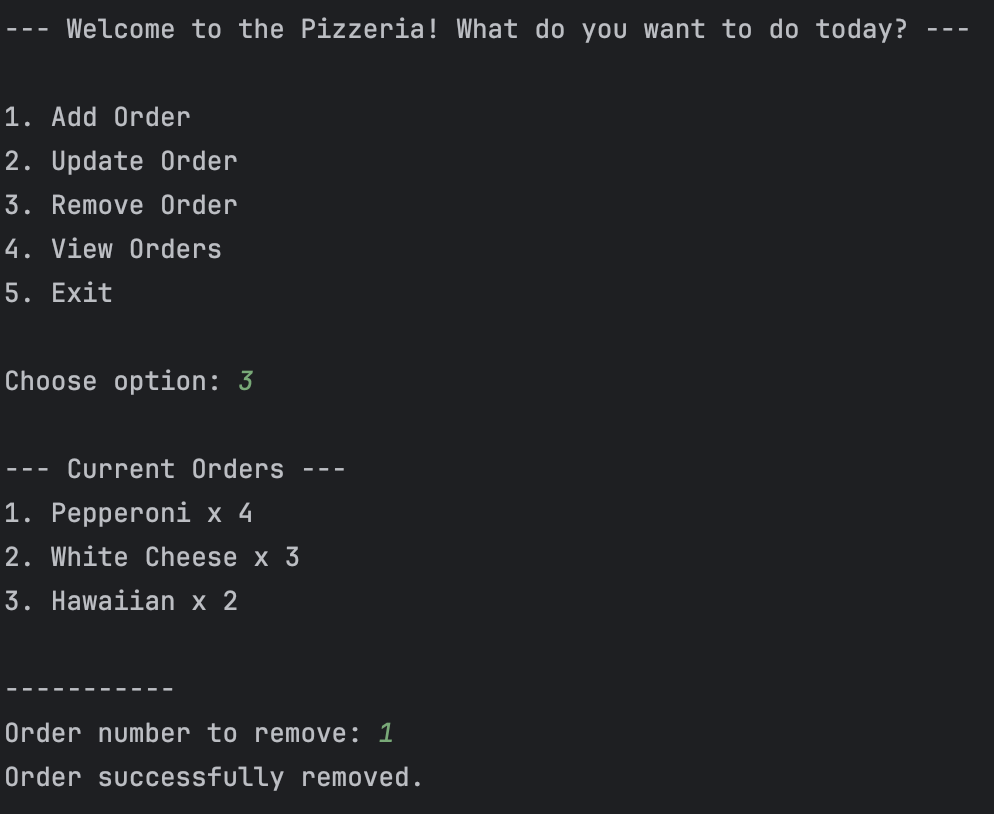 --- Welcome to the Pizzeria! What do you want to do today? ---
1. Add Order
2. Update Order
3. Remove Order
4. View Orders
5. Exit
Choose option: 3
--- Current Orders ---
1. Pepperoni x 4
2. White Cheese x 3
3. Hawaiian x 2
-----------
Order number to remove: 1
Order successfully removed.